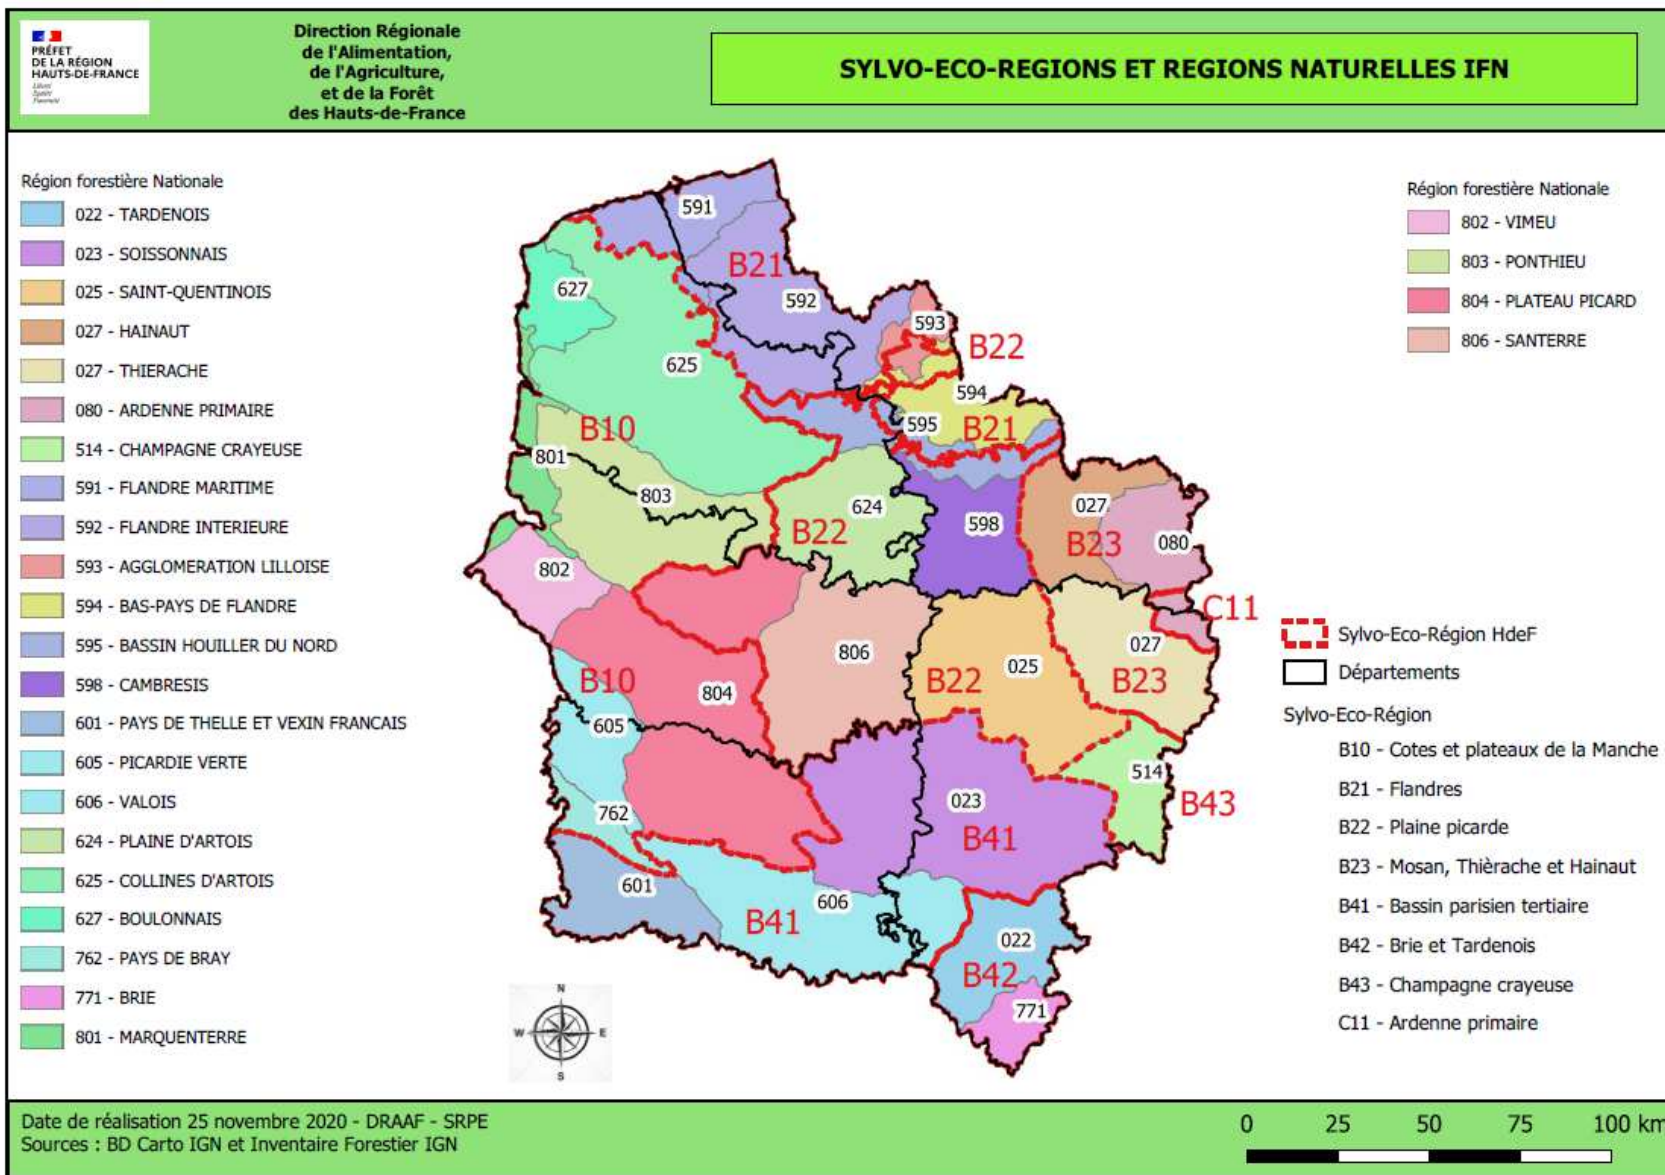 PRÉFET
DE LA RÉGION
HAUTS-DE-FRANCE
Liberté
Égalité
Fraternité
Direction Régionale
de l'Alimentation,
de l'Agriculture,
et de la Forêt
des Hauts-de-France
SYLVO-ECO-REGIONS ET REGIONS NATURELLES IFN
Région forestière Nationale
022 - TARDENOIS
023 - SOISSONNAIS
025 - SAINT-QUENTINOIS
027 - HAINAUT
027 - THIERACHE
080 - ARDENNE PRIMAIRE
514 - CHAMPAGNE CRAYEUSE
591 - FLANDRE MARITIME
592 - FLANDRE INTERIEURE
593 - AGGLOMERATION LILLOISE
594 - BAS-PAYS DE FLANDRE
595 - BASSIN HOUILLER DU NORD
598 - CAMBRESIS
601 - PAYS DE THELLE ET VEXIN FRANCAIS
605 - PICARDIE VERTE
606 - VALOIS
624 - PLAINE D'ARTOIS
625 - COLLINES D'ARTOIS
627 - BOULONNAIS
762 - PAYS DE BRAY
771 - BRIE
801 - MARQUENTERRE
591
B21
627
592
593
B22
625
594
595
B21
B10
801
803
624
598
027
B22
B23
080
802
C11
027
806
025
B10
804
B22
B23
605
514
023
B43
762
B41
601
606
B41
022
B42
771
N
W
E
S
Région forestière Nationale
802 - VIMEU
803 - PONTHIEU
804 - PLATEAU PICARD
806 - SANTERRE
Sylvo-Eco-Région HdeF
Départements
Sylvo-Eco-Région
B10 - Cotes et plateaux de la Manche
B21 - Flandres
B22 - Plaine picarde
B23 - Mosan, Thièrache et Hainaut
B41 - Bassin parisien tertiaire
B42 - Brie et Tardenois
B43 - Champagne crayeuse
C11 - Ardenne primaire
Date de réalisation 25 novembre 2020 - DRAAF - SRPE
Sources : BD Carto IGN et Inventaire Forestier IGN
0 25 50 75 100 km